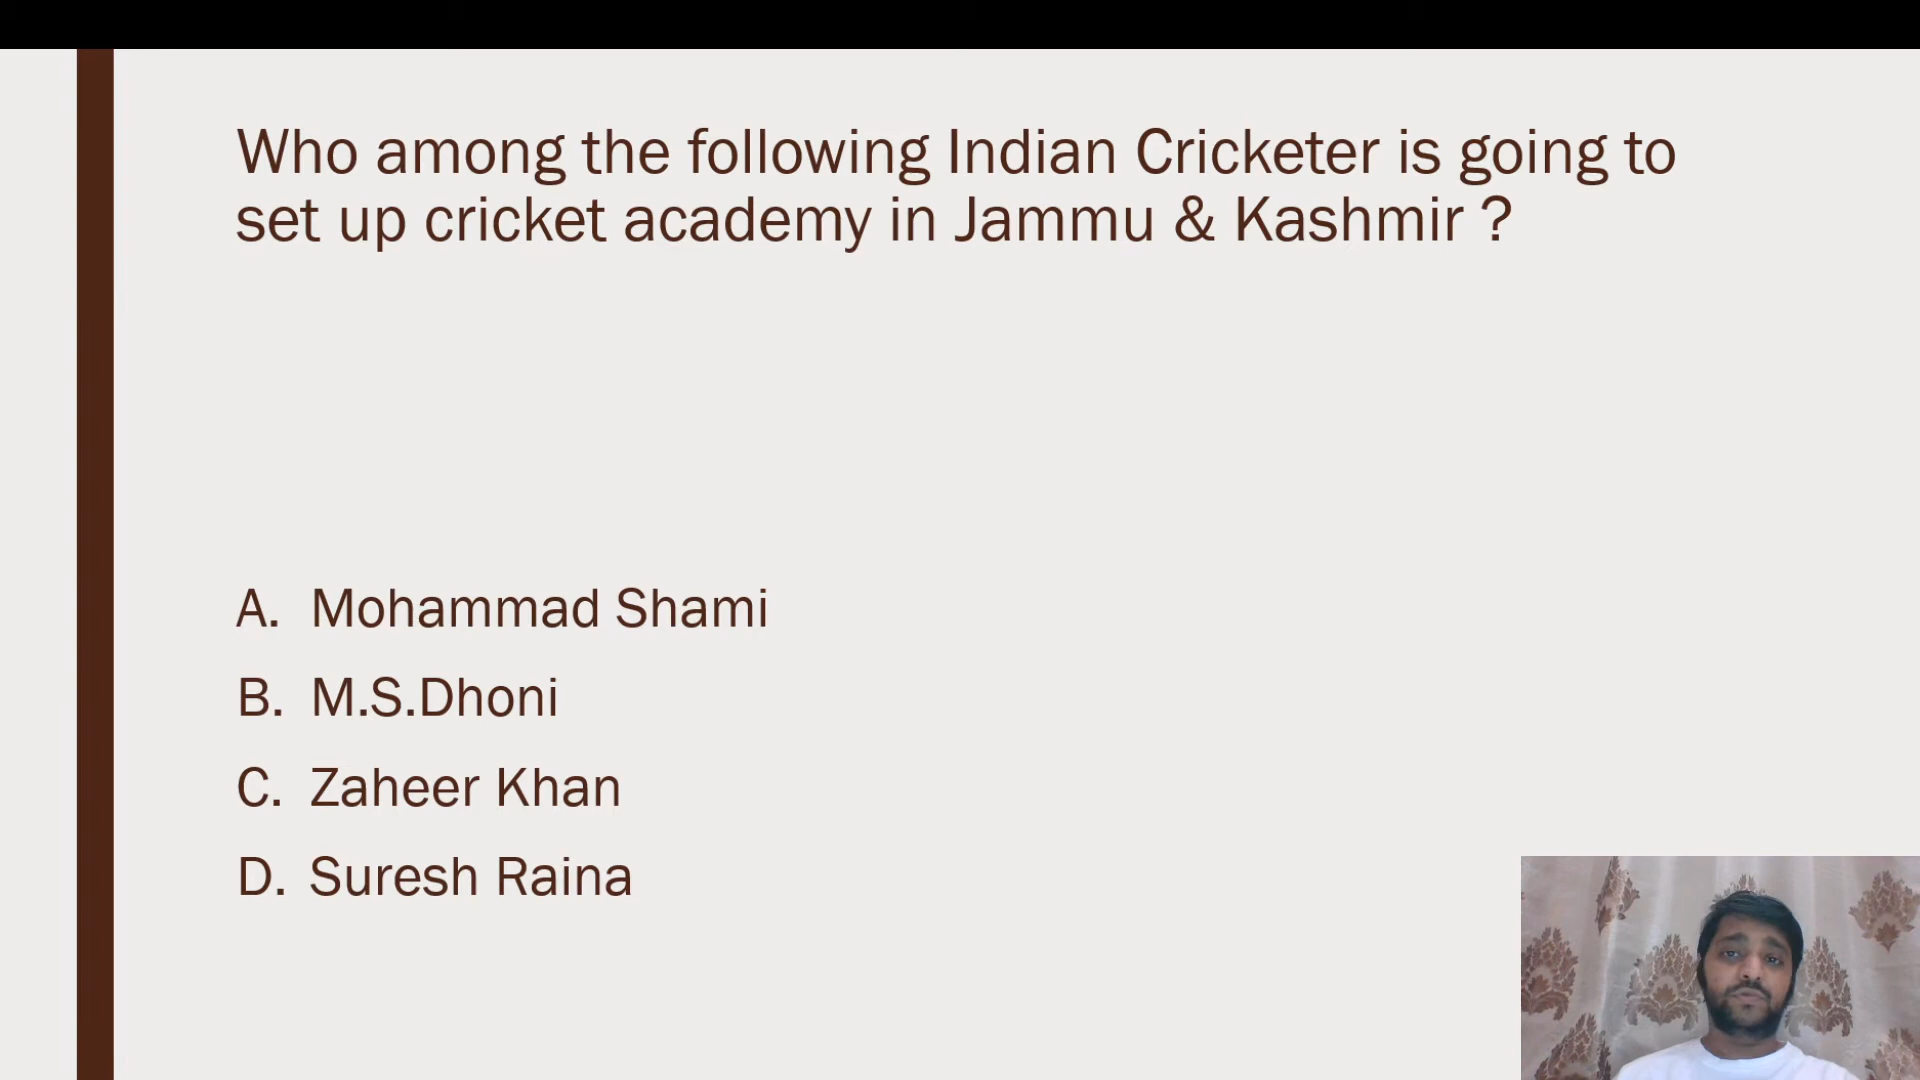 Who among the following Indian Cricketer is going to
set up cricket academy in Jammu & Kashmir ?
A. Mohammad Shami
B. M.S.Dhoni
C. Zaheer Khan
D. Suresh Raina